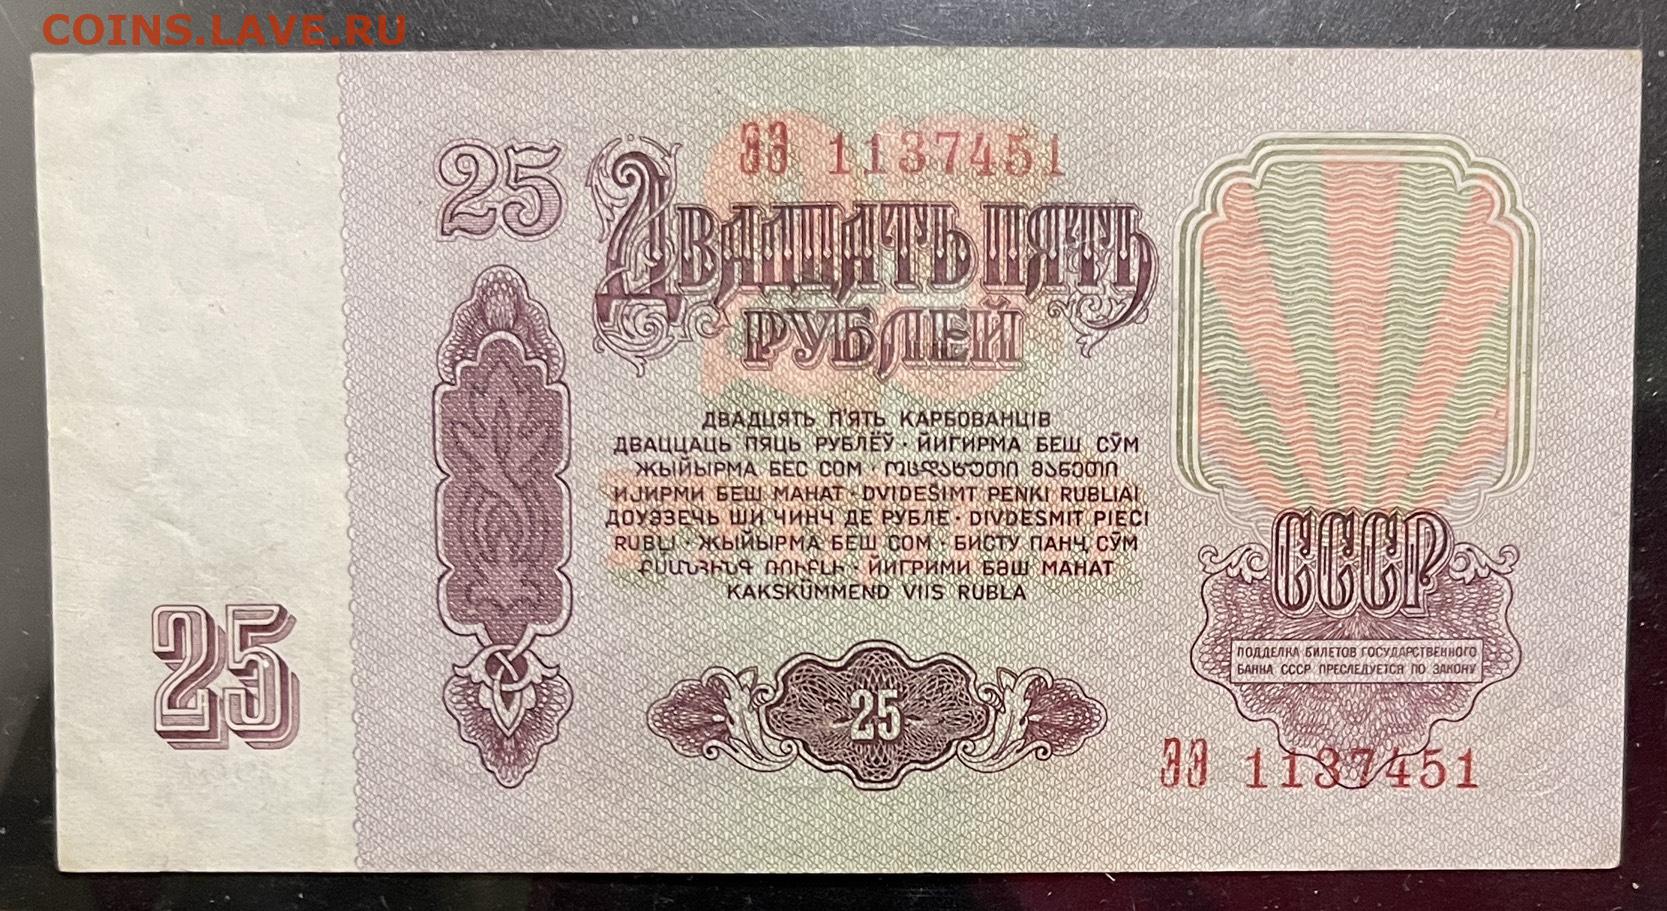 COINS.LAVE.RU
ЭЭ 1137451
25
ДВАДЦАТЬ ПЯТЬ
РУБЛЕЙ
ДВАДЦЯТЬ П'ЯТЬ КАРБОВАНЦІВ
ДВАЦЦАЦЬ ПЯЦЬ РУБЛЁЎ · ЙИГИРМА БЕШ СЎМ
ЖЫЙЫРМА БЕС СОМ · ᲝᲪᲓᲐᲮᲣᲗᲘ ᲛᲐᲜᲔᲗᲘ
ИЈИРМИ БЕШ МАНАТ · DVIDEŠIMT PENKI RUBLIAI
ДОУЭЗЕЧЬ ШИ ЧИНЧ ДЕ РУБЛЕ · DIVDESMIT PIECI
RUBĻI · ЖЫЙЫРМА БЕШ СОМ · БИСТУ ПАНҶ СӮМ
ՔՍԱՆՀԻՆԳ ՌՈՒԲԼԻ · ЙИГРИМИ БӘШ МАНАТ
KAKSKÜMMEND VIIS RUBLA
СССР
ПОДДЕЛКА БИЛЕТОВ ГОСУДАРСТВЕННОГО
БАНКА СССР ПРЕСЛЕДУЕТСЯ ПО ЗАКОНУ
25
25
ЭЭ 1137451